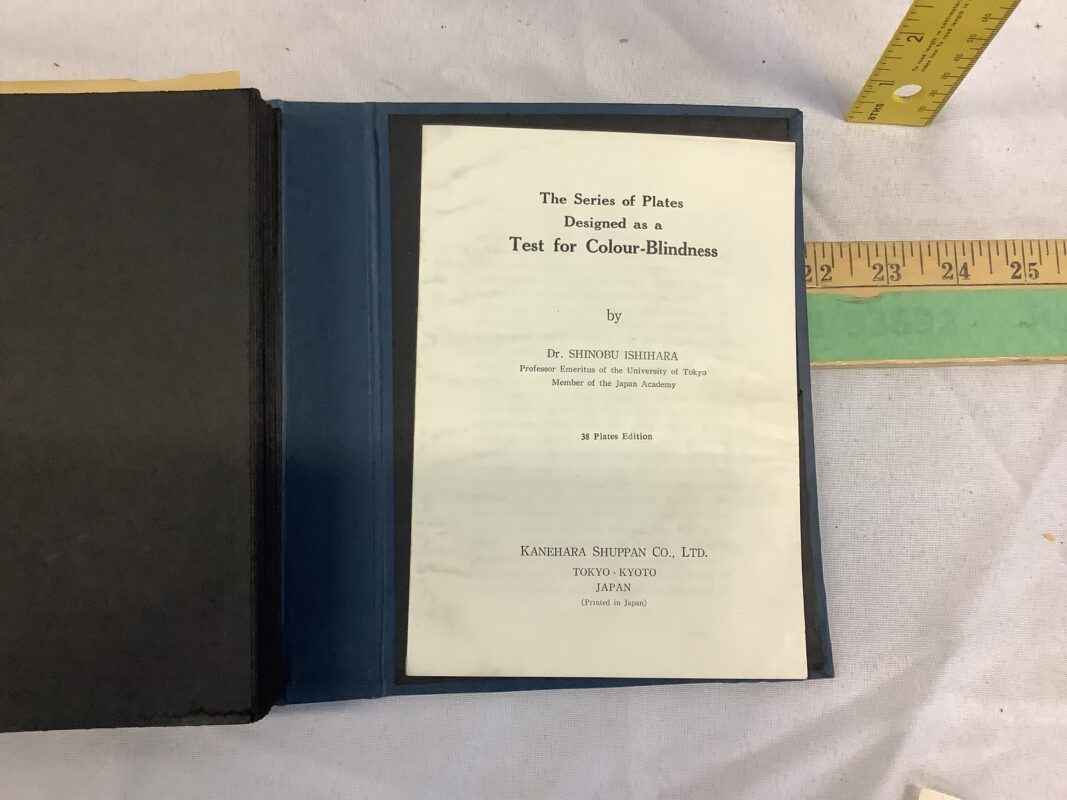 The Series of Plates
Designed as a
Test for Colour-Blindness
by
Dr. SHINOBU ISHIHARA
Professor Emeritus of the University of Tokyo
Member of the Japan Academy
38 Plates Edition
KANEHARA SHUPPAN CO., LTD.
TOKYO · KYOTO
JAPAN
(Printed in Japan)
2
1
8THS
22 23 24 25